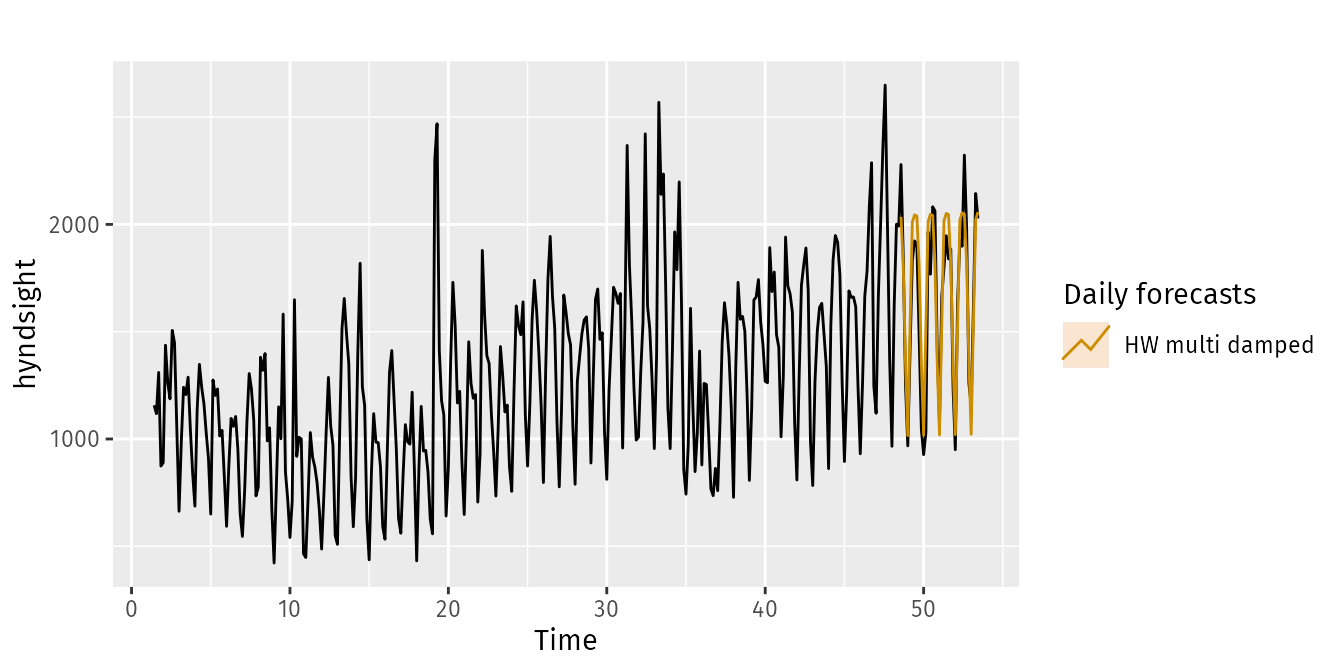 hyndsight
2000
1000
0 10 20 30 40 50
Time
Daily forecasts
HW multi damped